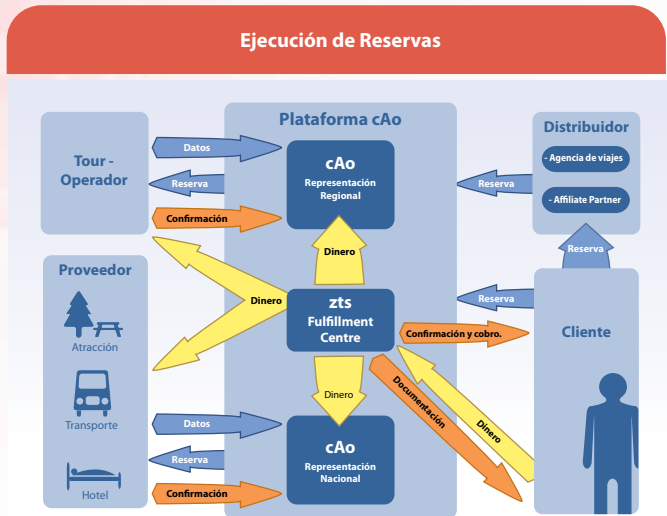 Ejecución de Reservas
Plataforma cAo
Tour -
Operador
Datos
Reserva
Confirmación
cAo
Representación
Regional
Reserva
Distribuidor
- Agencia de viajes
- Affiliate Partner
Reserva
Dinero
Proveedor
Atracción
Transporte
Hotel
Dinero
zts
Fulfillment
Centre
Reserva
Confirmación y cobro.
Cliente
Dinero
Documentación
Dinero
Datos
Reserva
Confirmación
cAo
Representación
Nacional